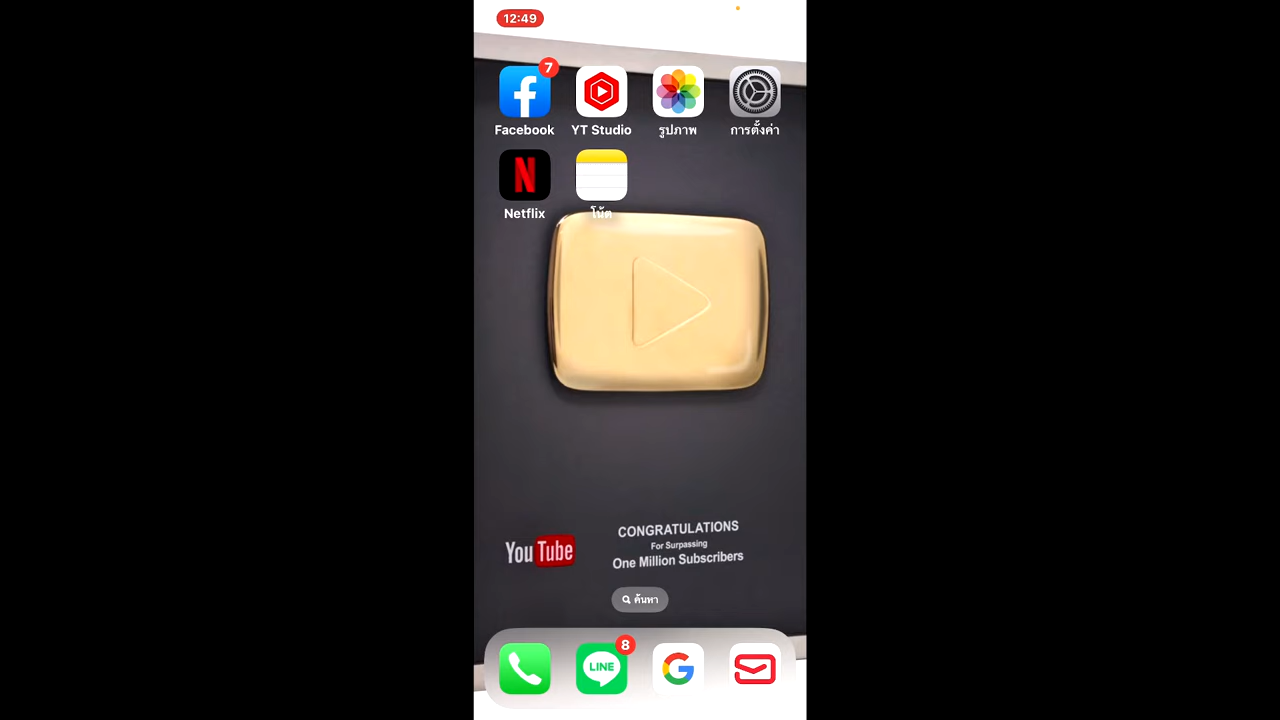 12:49
7
Facebook
YT Studio
รูปภาพ
การตั้งค่า
N
Netflix
โน้ต
YouTube
CONGRATULATIONS
For Surpassing
One Million Subscribers
ค้นหา
LINE
8
G